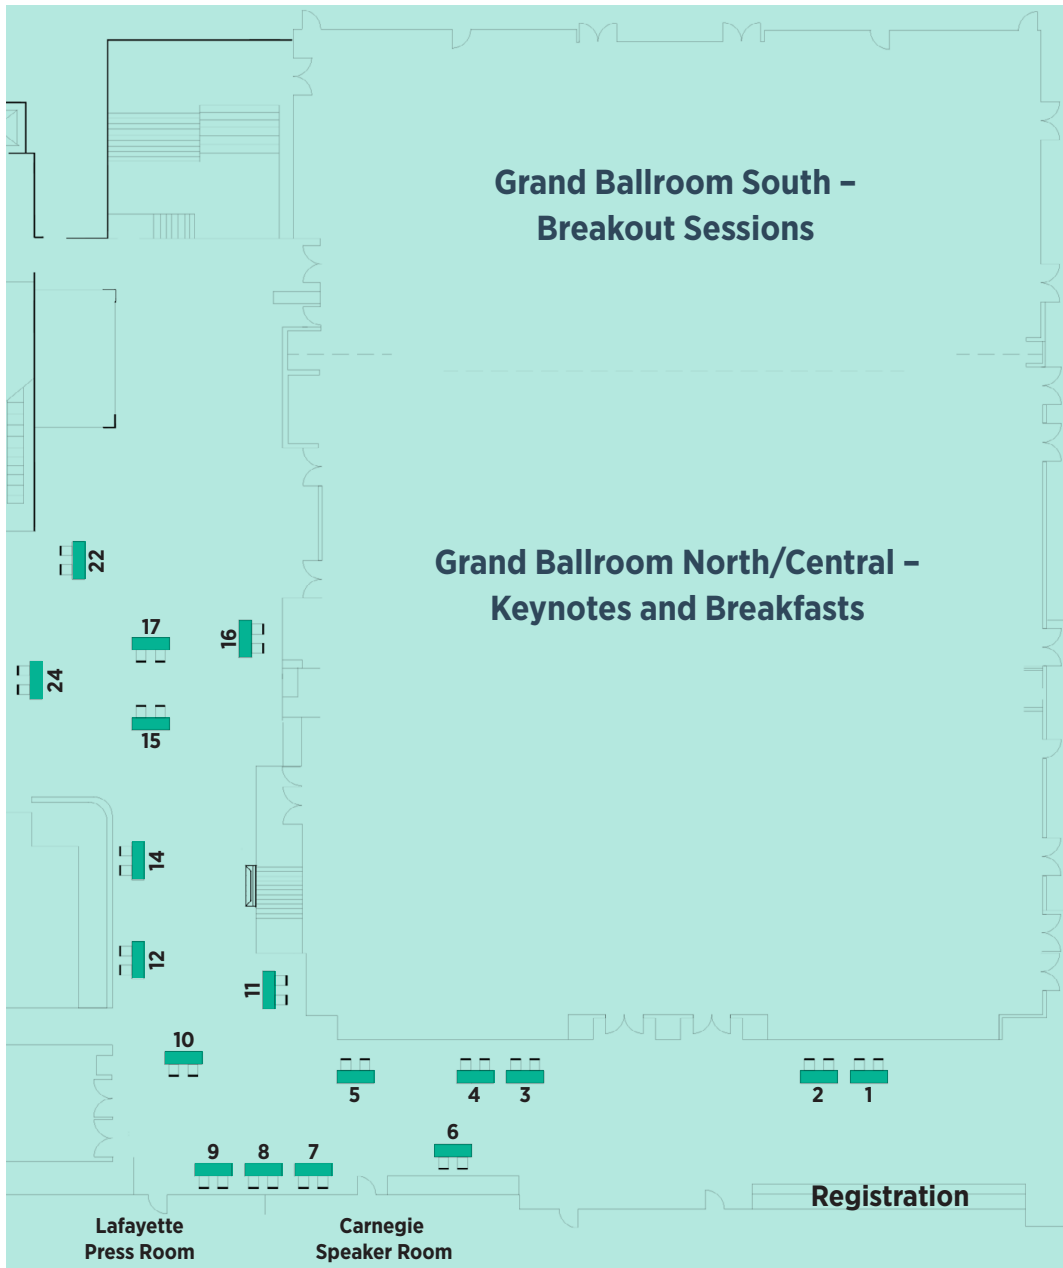 Grand Ballroom South –
Breakout Sessions
Grand Ballroom North/Central –
Keynotes and Breakfasts
22
17
16
24
15
14
12
11
10
5
4
3
2
1
6
9
8
7
Registration
Lafayette
Press Room
Carnegie
Speaker Room